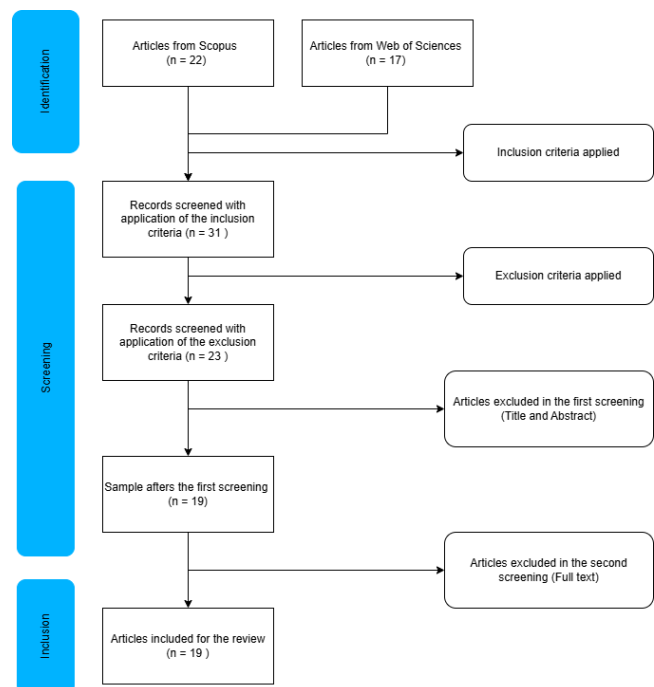 Identification
Articles from Scopus
(n = 22)
Articles from Web of Sciences
(n = 17)
Inclusion criteria applied
Screening
Records screened with
application of the inclusion
criteria (n = 31 )
Exclusion criteria applied
Records screened with
application of the exclusion
criteria (n = 23 )
Articles excluded in the first screening
(Title and Abstract)
Sample afters the first screening
(n = 19)
Articles excluded in the second
screening (Full text)
Inclusion
Articles included for the review
(n = 19 )